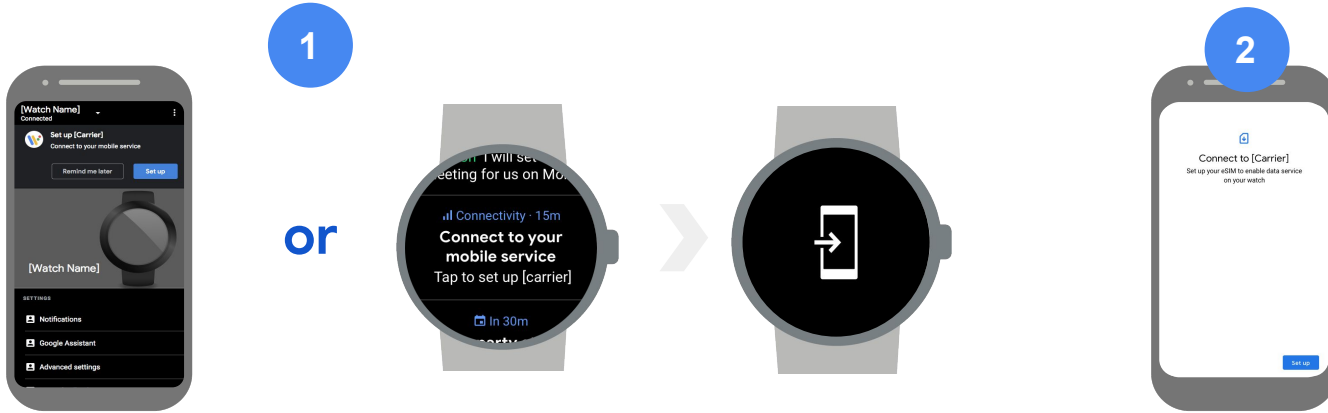 1
[Watch Name]
Connected
Set up [Carrier]
Connect to your mobile service
Remind me later
Set up
[Watch Name]
SETTINGS
Notifications
Google Assistant
Advanced settings
or
I will set
eeting for us on Mo
Connectivity · 15m
Connect to your
mobile service
Tap to set up [carrier]
In 30m
2
Connect to [Carrier]
Set up your eSIM to enable data service
on your watch
Set up